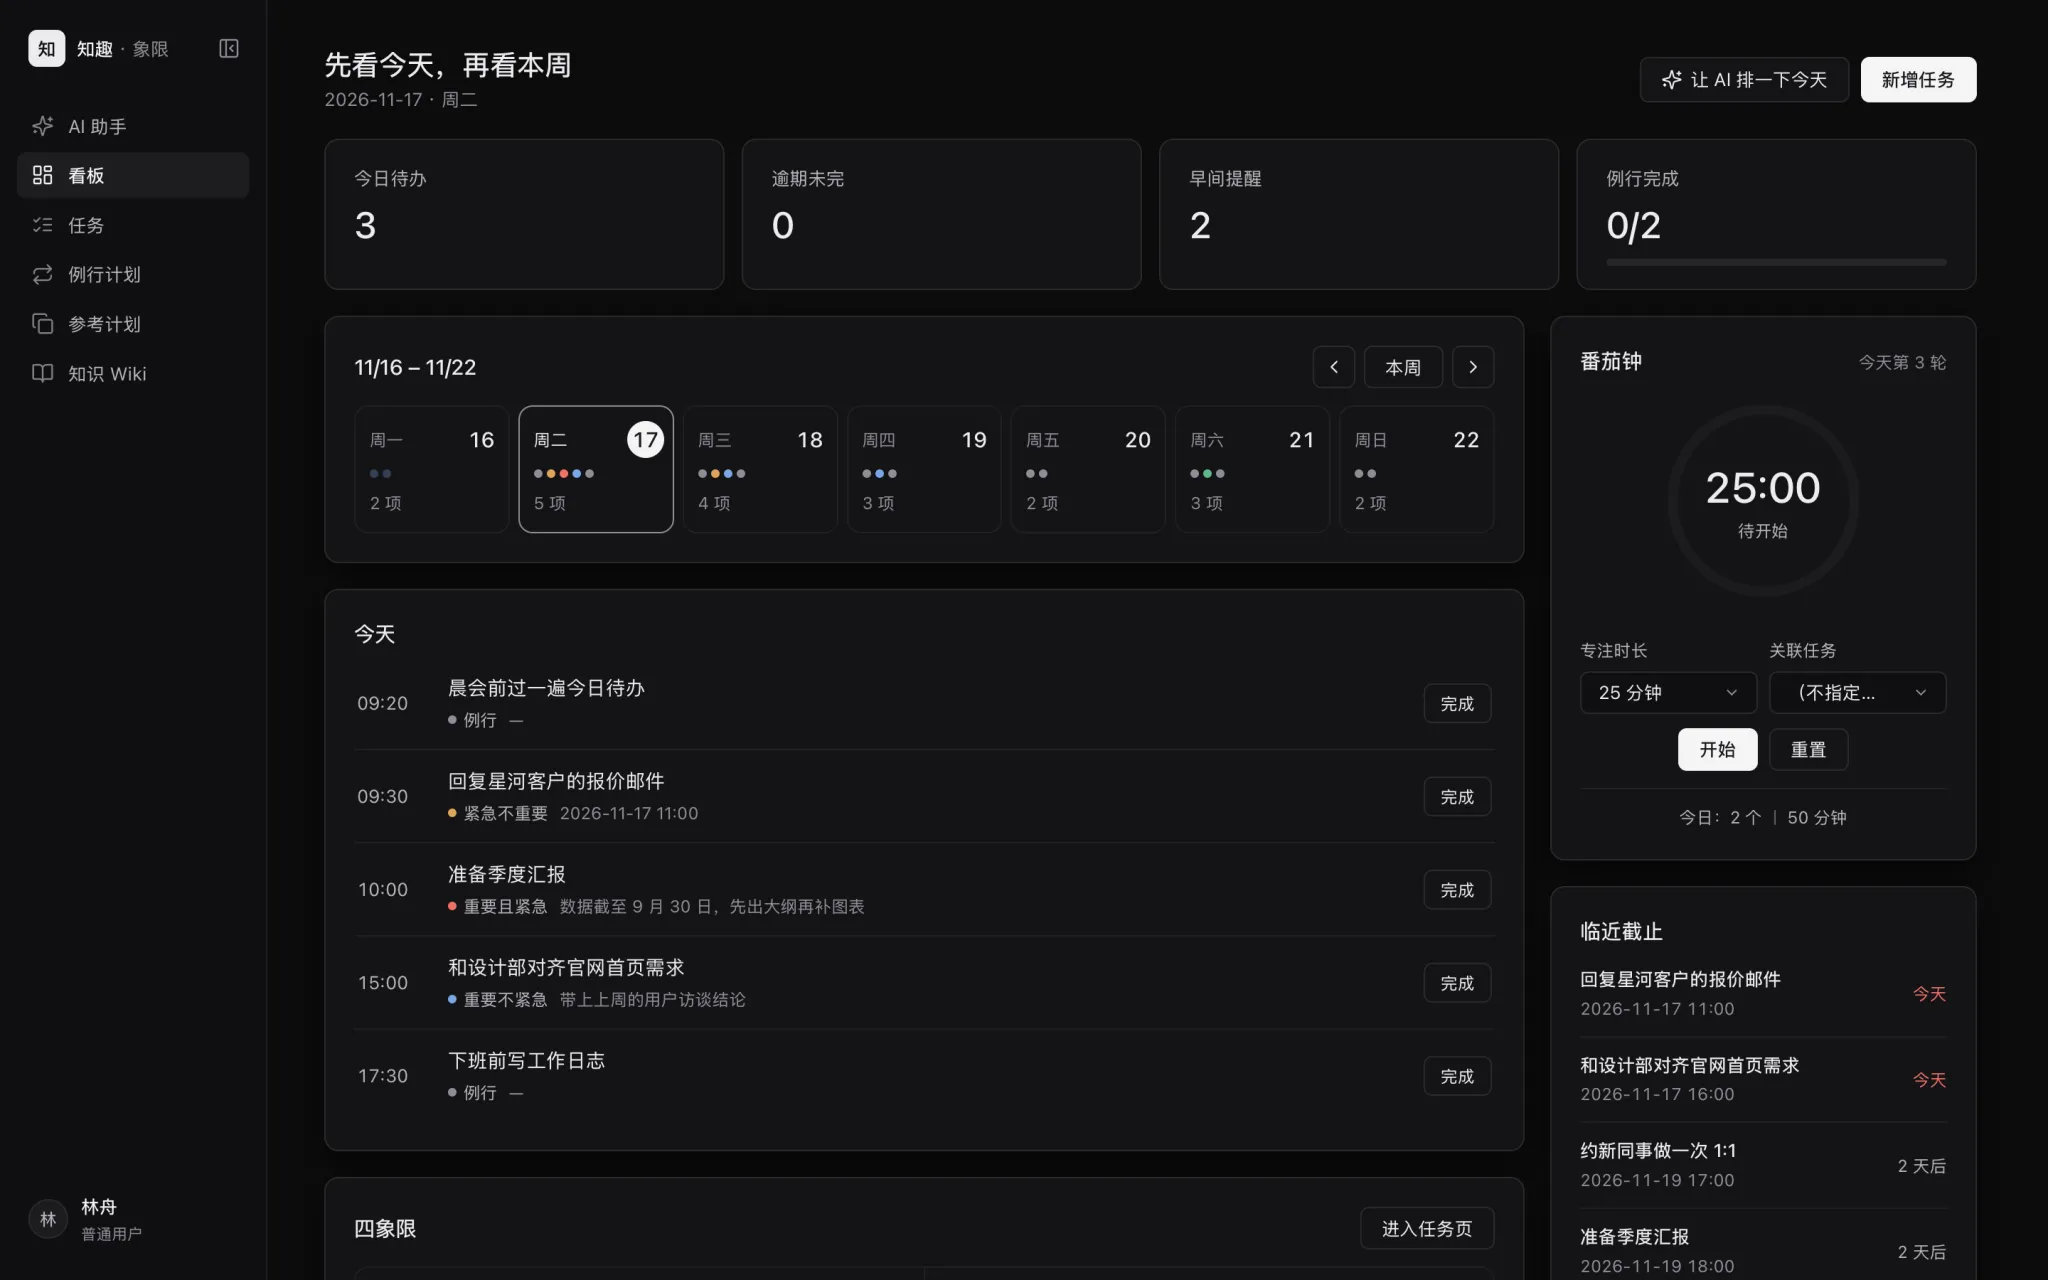 知 知趣 · 象限
AI 助手
看板
任务
例行计划
参考计划
知识 Wiki
林 林舟
普通用户
先看今天，再看本周
2026-11-17 · 周二
让 AI 排一下今天
新增任务
今日待办
3
逾期未完
0
早间提醒
2
例行完成
0/2
11/16 – 11/22
本周
周一 16
2 项
周二 17
5 项
周三 18
4 项
周四 19
3 项
周五 20
2 项
周六 21
3 项
周日 22
2 项
今天
09:20
晨会前过一遍今日待办
例行 —
完成
09:30
回复星河客户的报价邮件
紧急不重要 2026-11-17 11:00
完成
10:00
准备季度汇报
重要且紧急 数据截至 9 月 30 日，先出大纲再补图表
完成
15:00
和设计部对齐官网首页需求
重要不紧急 带上上周的用户访谈结论
完成
17:30
下班前写工作日志
例行 —
完成
四象限
进入任务页
番茄钟
今天第 3 轮
25:00
待开始
专注时长
25 分钟
关联任务
（不指定...
开始
重置
今日：2 个 | 50 分钟
临近截止
回复星河客户的报价邮件
2026-11-17 11:00
今天
和设计部对齐官网首页需求
2026-11-17 16:00
今天
约新同事做一次 1:1
2026-11-19 17:00
2 天后
准备季度汇报
2026-11-19 18:00
2 天后